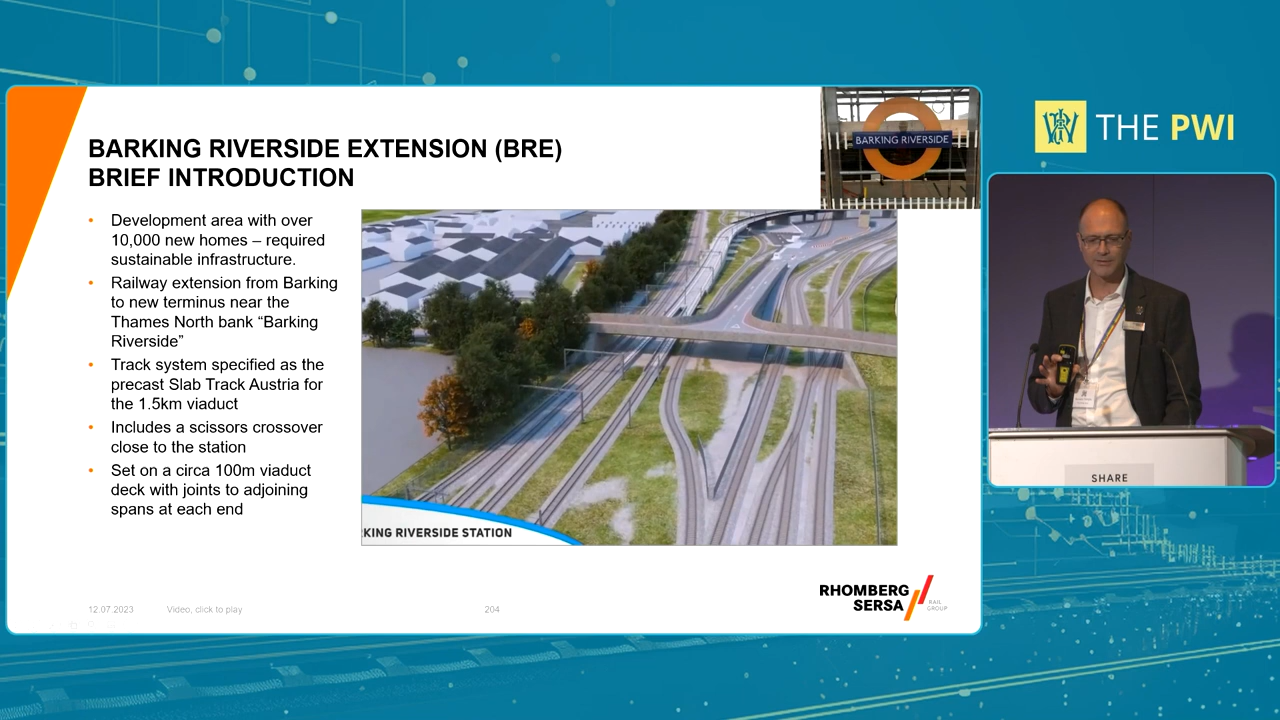 BARKING RIVERSIDE EXTENSION (BRE)
BRIEF INTRODUCTION
• Development area with over
10,000 new homes – required
sustainable infrastructure.
• Railway extension from Barking
to new terminus near the
Thames North bank “Barking
Riverside”
• Track system specified as the
precast Slab Track Austria for
the 1.5km viaduct
• Includes a scissors crossover
close to the station
• Set on a circa 100m viaduct
deck with joints to adjoining
spans at each end
BARKING RIVERSIDE
KING RIVERSIDE STATION
12.07.2023
Video, click to play
204
RHOMBERG
SERSA
RAIL
GROUP
THE PWI
SHARE